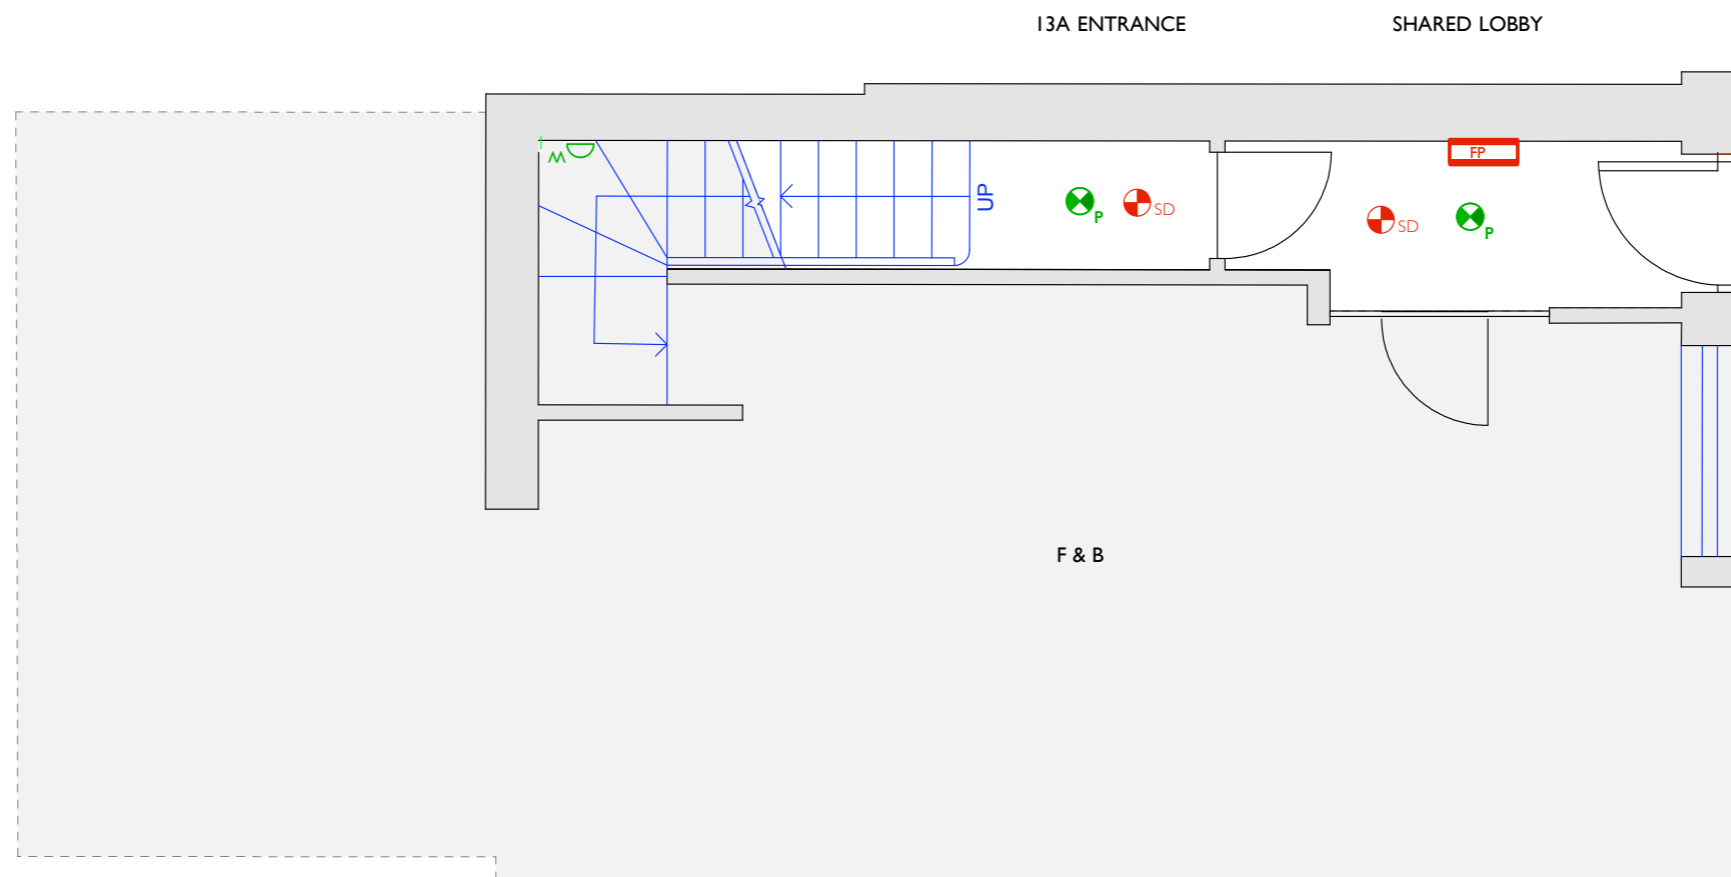 13A ENTRANCE
SHARED LOBBY
W
UP
P
SD
FP
SD
P
F & B